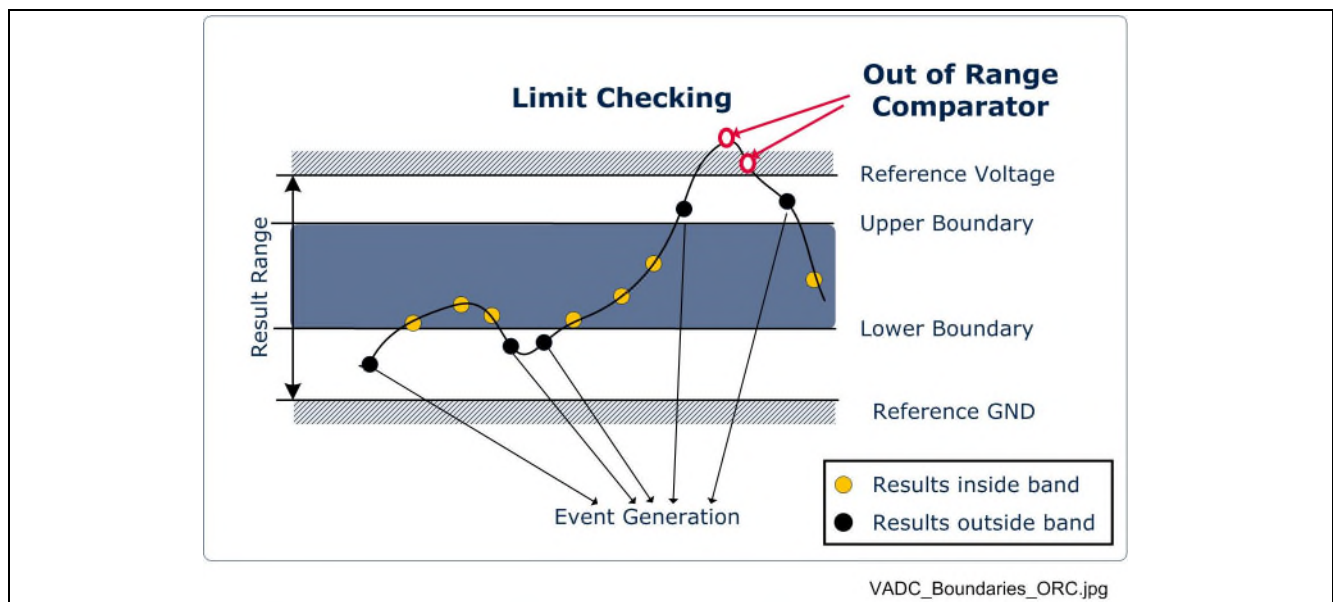 Limit Checking
Out of Range
Comparator
Reference Voltage
Upper Boundary
Result Range
Lower Boundary
Reference GND
Event Generation
Results inside band
Results outside band
VADC_Boundaries_ORC.jpg